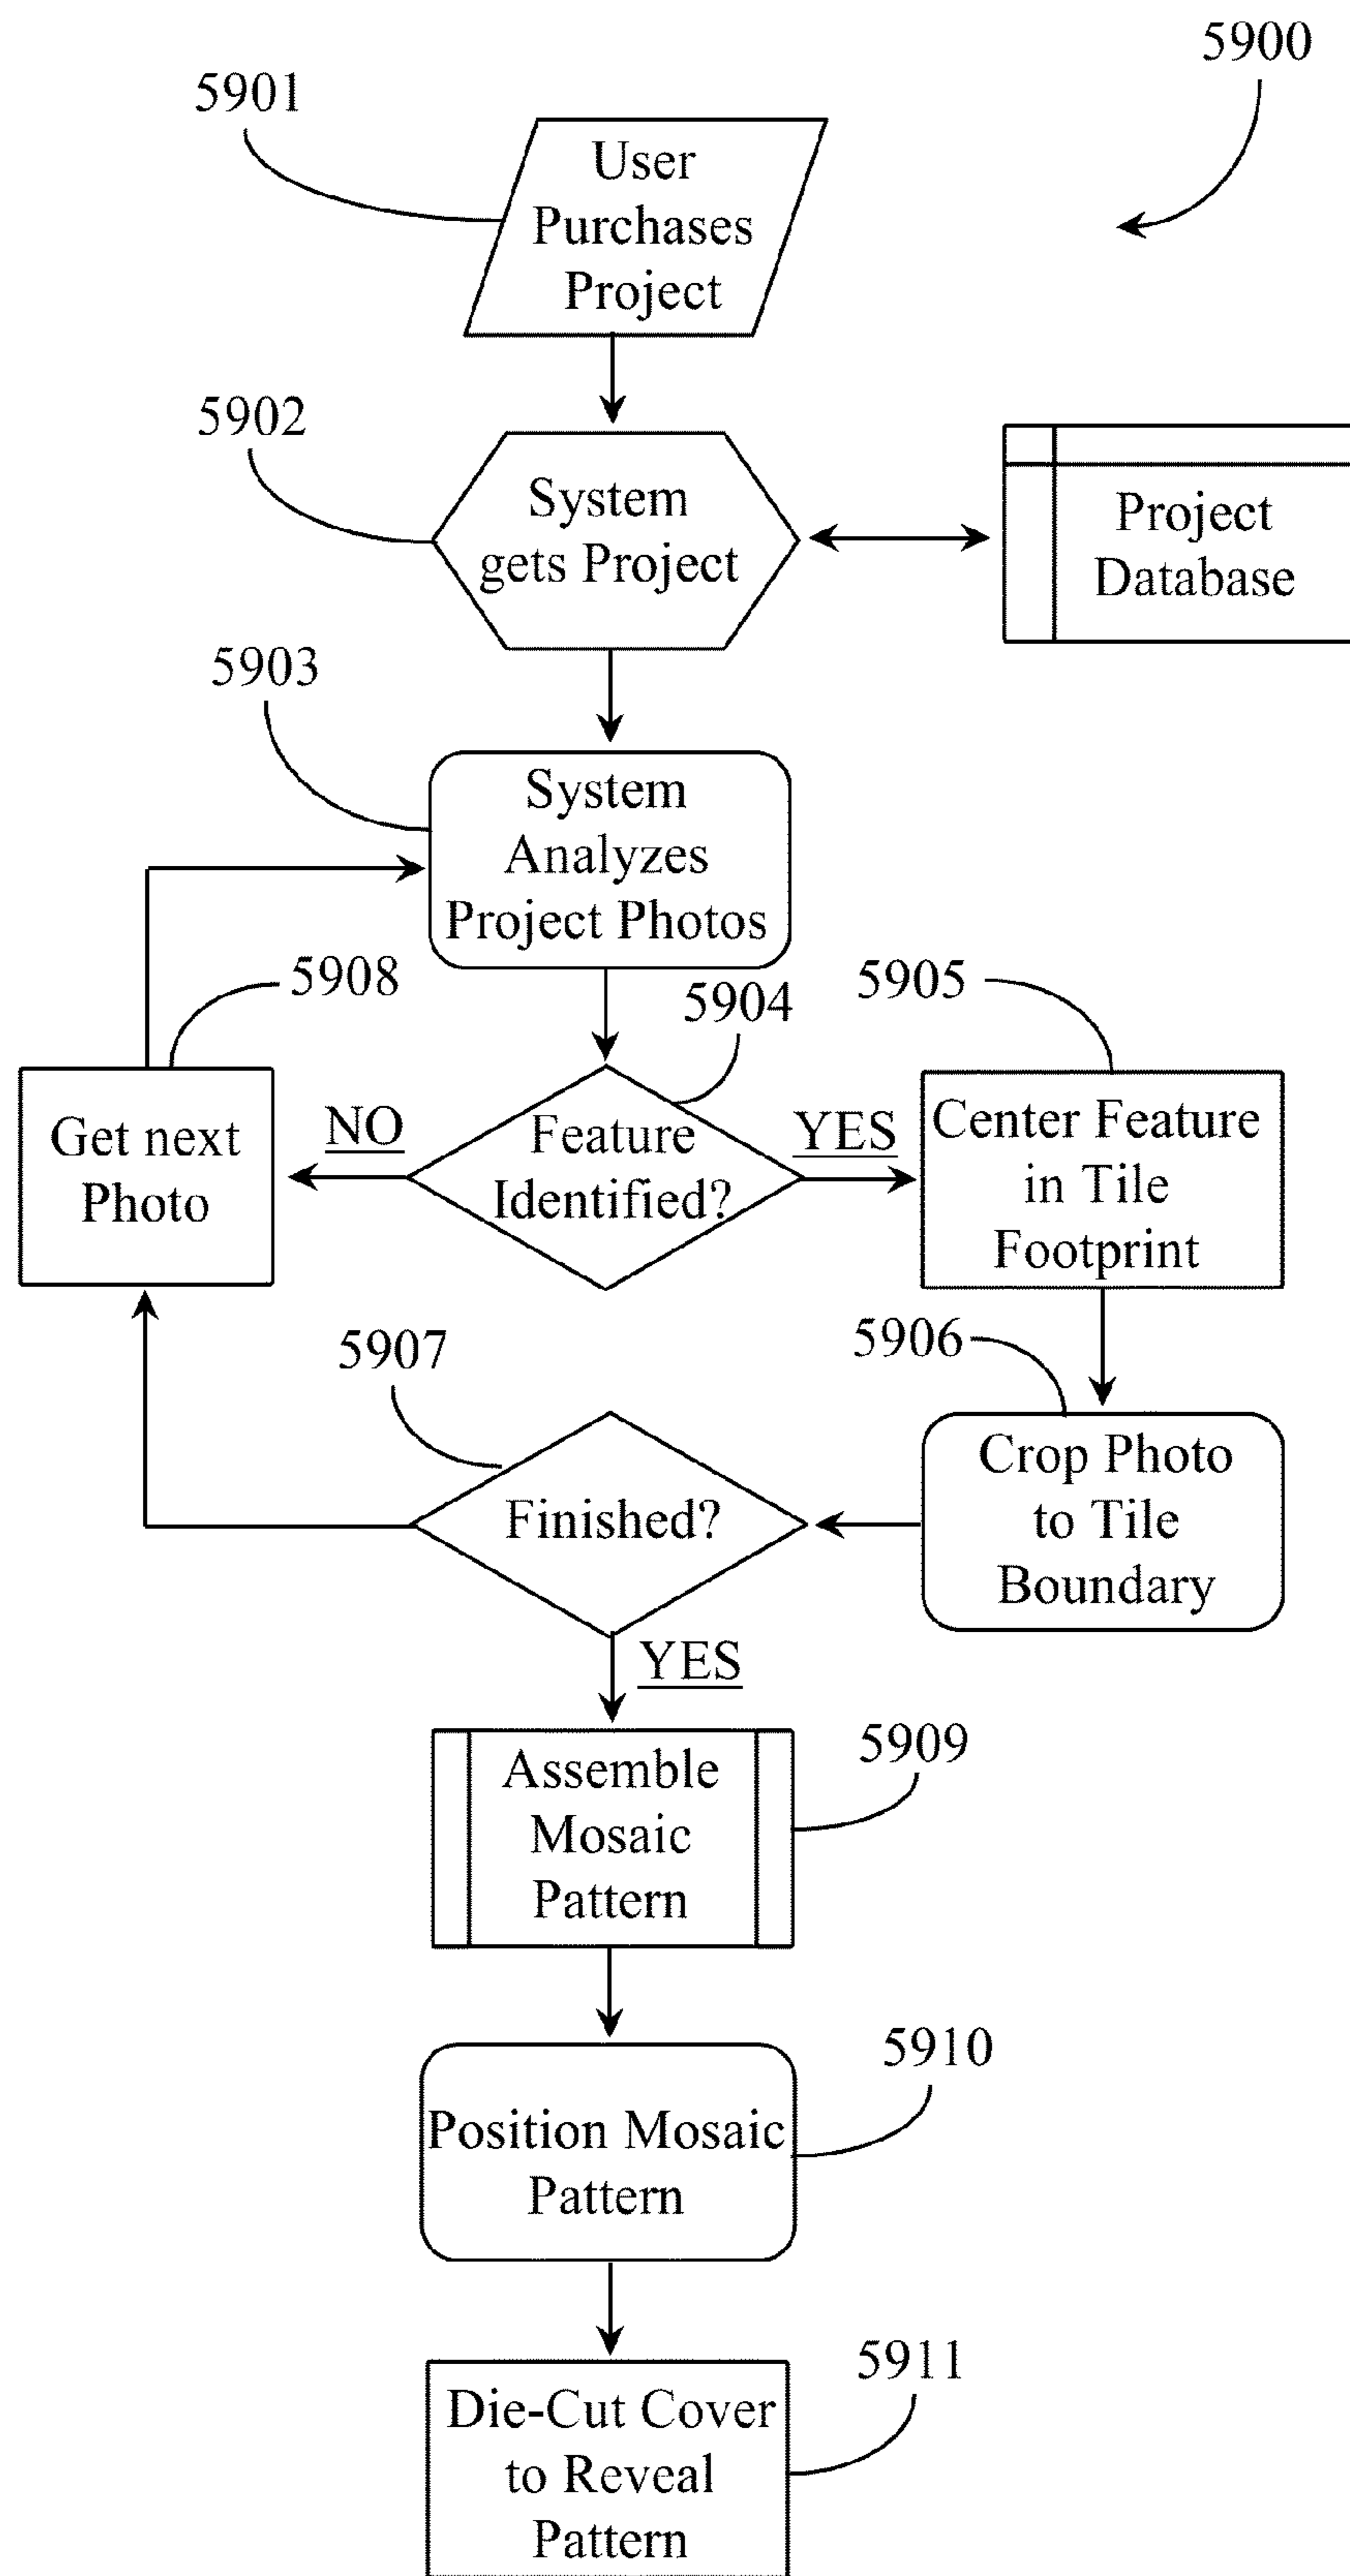 5900
5901
User
Purchases
Project
5902
System
gets Project
Project
Database
5903
System
Analyzes
Project Photos
5908
5904
5905
Get next
Photo
NO
Feature
Identified?
YES
Center Feature
in Tile
Footprint
5907
5906
Finished?
Crop Photo
to Tile
Boundary
YES
Assemble
Mosaic
Pattern
5909
5910
Position Mosaic
Pattern
5911
Die-Cut Cover
to Reveal
Pattern